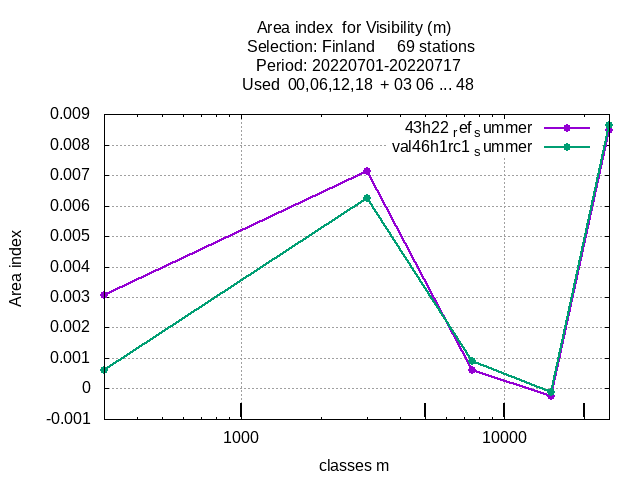 Area index  for Visibility (m)
Selection: Finland     69 stations
Period: 20220701-20220717
Used  00,06,12,18  + 03 06 ... 48
0.009
43h22_ref_summer
0.008
val46h1rc1_summer
0.007
0.006
0.005
Area index
0.004
0.003
0.002
0.001
0
-0.001
1000 10000
classes m